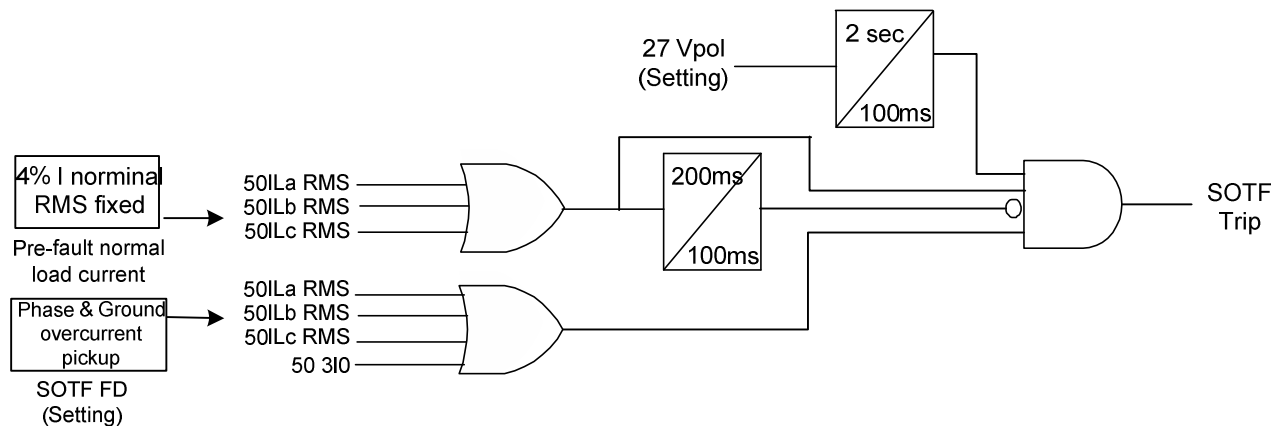 2 sec
100ms
27 Vpol
(Setting)
4% I norminal
RMS fixed
Pre-fault normal
load current
50ILa RMS
50ILb RMS
50ILc RMS
200ms
100ms
SOTF
Trip
Phase & Ground
overcurrent
pickup
SOTF FD
(Setting)
50ILa RMS
50ILb RMS
50ILc RMS
50 3I0